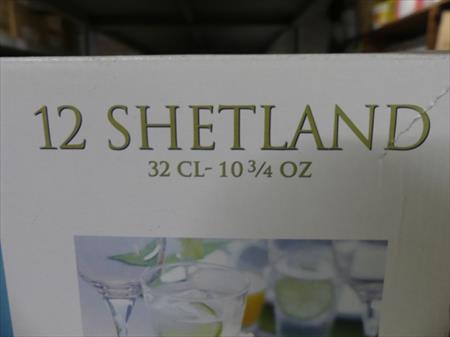 12 SHETLAND
32 CL- 10 ¾ OZ